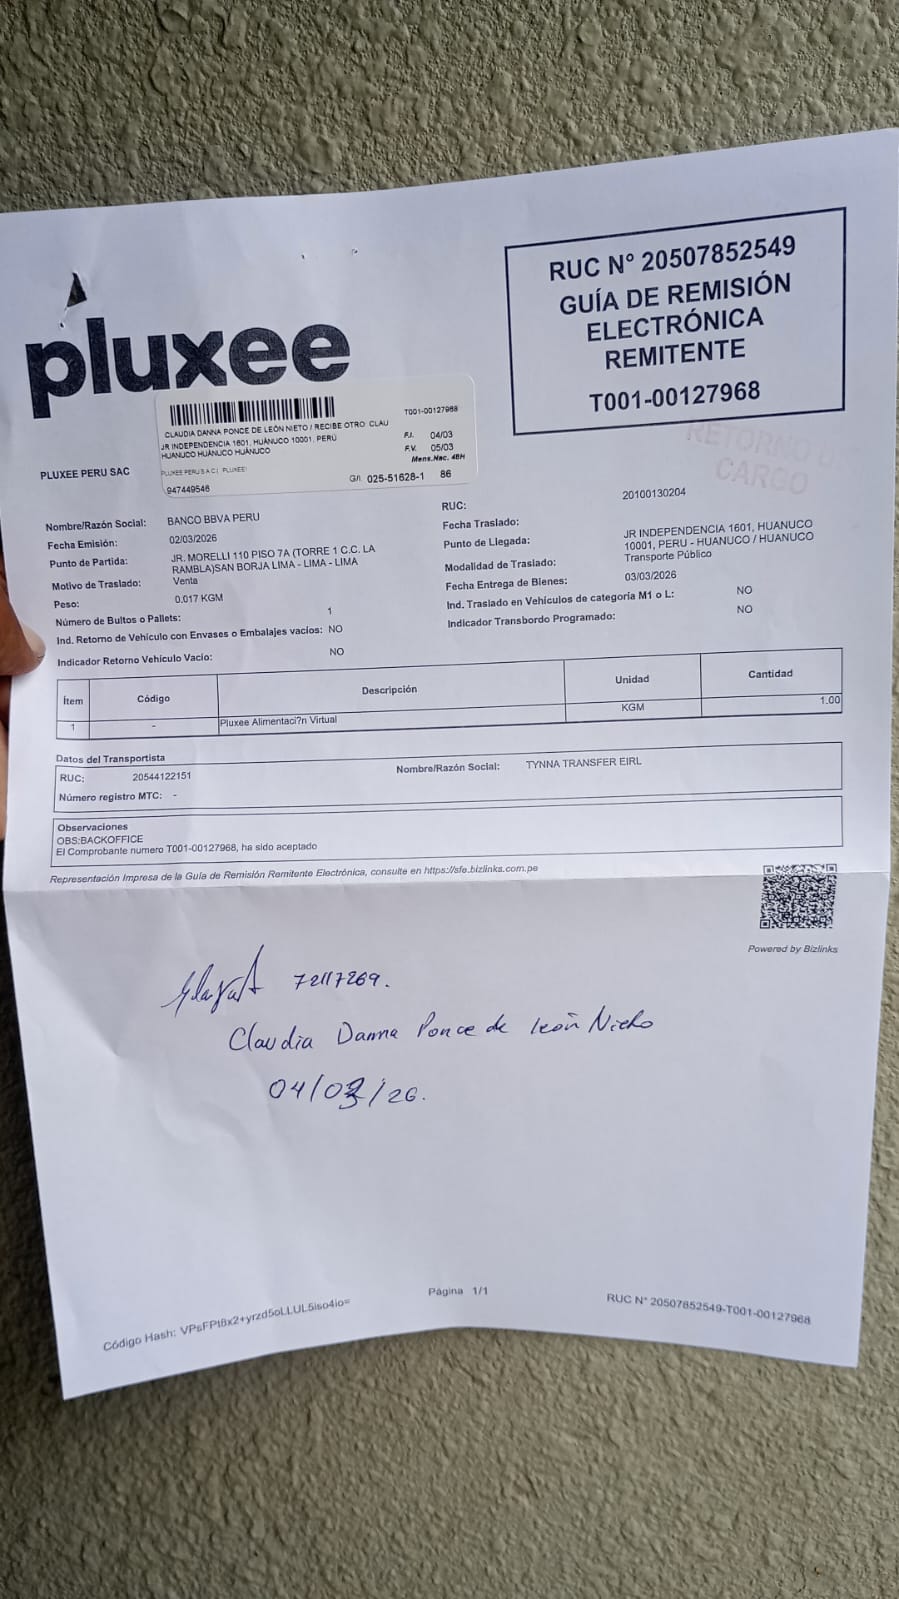 RUC N° 20507852549
GUÍA DE REMISIÓN
ELECTRÓNICA
REMITENTE
T001-00127968
pluxee
T001-00127968
CLAUDIA DANNA PONCE DE LEÓN NIETO / RECIBE OTRO: CLAU
JR INDEPENDENCIA 1601, HUÁNUCO 10001, PERÚ
HUANUCO HUANUCO HUÁNUCO
F.I. 04/03
F.V. 05/03
Mens.Nac. 48H
PLUXEE PERU S A C | PLUXEE
947449546
G/I. 025-51628-1 86
RETORNO D
CARGO
PLUXEE PERU SAC
Nombre/Razón Social: BANCO BBVA PERU
Fecha Emisión: 02/03/2026
Punto de Partida: JR. MORELLI 110 PISO 7A (TORRE 1 C.C. LA
RAMBLA)SAN BORJA LIMA - LIMA - LIMA
Motivo de Traslado: Venta
Peso: 0.017 KGM
Número de Bultos o Pallets: 1
Ind. Retorno de Vehículo con Envases o Embalajes vacíos: NO
Indicador Retorno Vehículo Vacío: NO
RUC: 20100130204
Fecha Traslado:
Punto de Llegada: JR INDEPENDENCIA 1601, HUANUCO
10001, PERU - HUANUCO / HUANUCO
Modalidad de Traslado: Transporte Público
Fecha Entrega de Bienes: 03/03/2026
Ind. Traslado en Vehículos de categoría M1 o L: NO
Indicador Transbordo Programado: NO
Ítem Código Descripción Unidad Cantidad
1 - Pluxee Alimentaci?n Virtual KGM 1.00
Datos del Transportista
RUC: 20544122151 Nombre/Razón Social: TYNNA TRANSFER EIRL
Número registro MTC: -
Observaciones
OBS:BACKOFFICE
El Comprobante numero T001-00127968, ha sido aceptado
Representación Impresa de la Guía de Remisión Remitente Electrónica, consulte en https://sfe.bizlinks.com.pe
Powered by Bizlinks
72117269.
Claudia Danna Ponce de león Nieto
04/03/26.
Página 1/1
Código Hash: VPsFPt8x2+yrzd5oLLUL5iso4io=
RUC N° 20507852549-T001-00127968